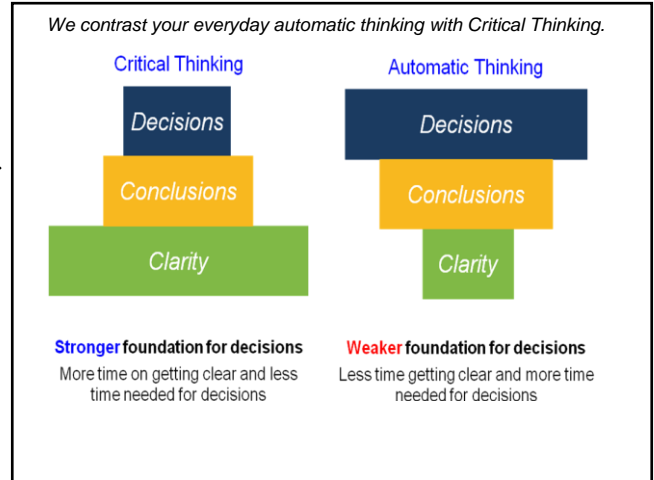 We contrast your everyday automatic thinking with Critical Thinking.
Critical Thinking
Decisions
Conclusions
Clarity
Stronger foundation for decisions
More time on getting clear and less
time needed for decisions
Automatic Thinking
Decisions
Conclusions
Clarity
Weaker foundation for decisions
Less time getting clear and more time
needed for decisions